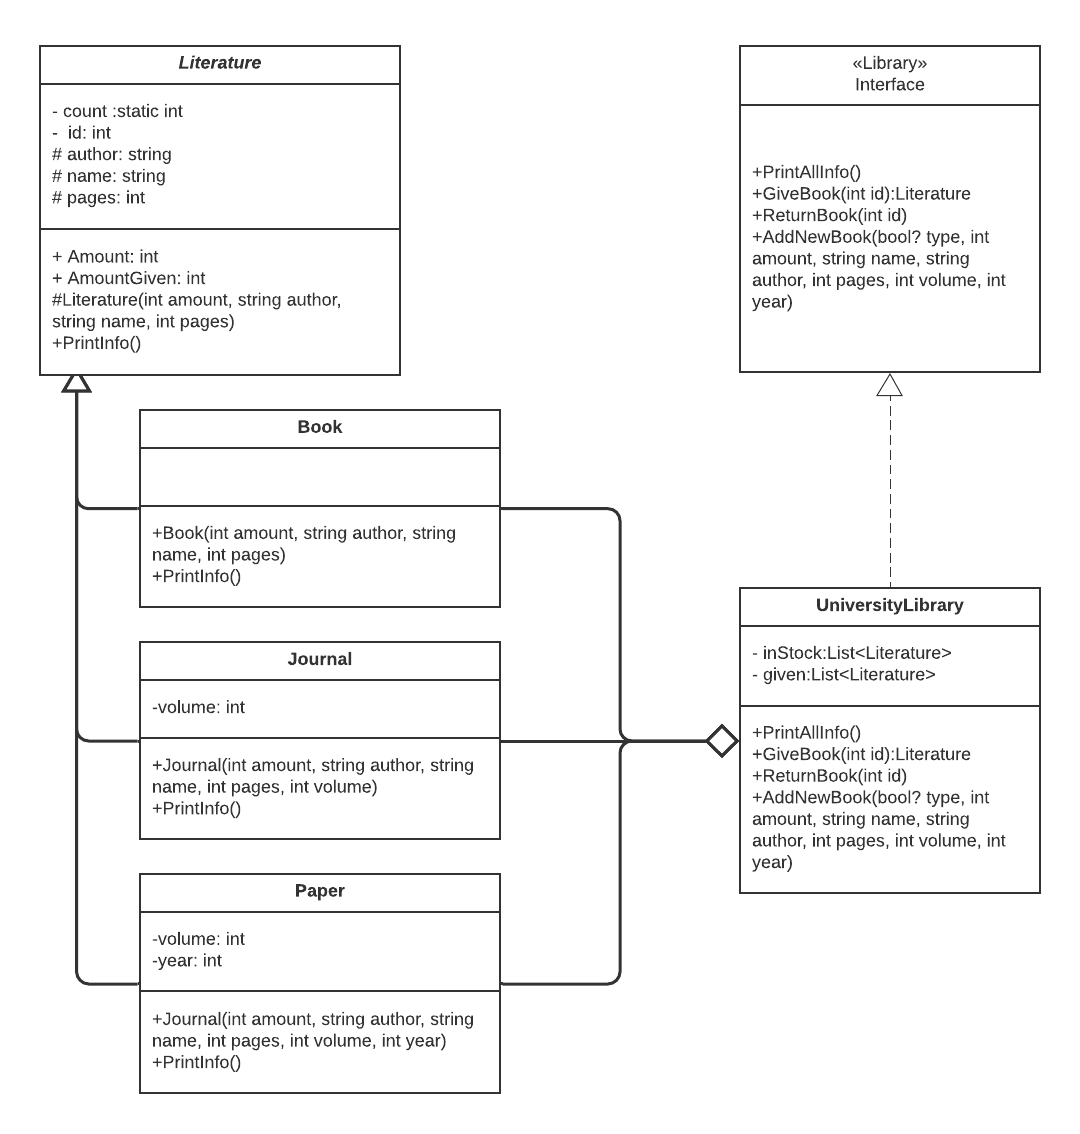 Literature
- count :static int
- id: int
# author: string
# name: string
# pages: int
+ Amount: int
+ AmountGiven: int
#Literature(int amount, string author,
string name, int pages)
+PrintInfo()
«Library»
Interface
+PrintAllInfo()
+GiveBook(int id):Literature
+ReturnBook(int id)
+AddNewBook(bool? type, int
amount, string name, string
author, int pages, int volume, int
year)
Book
+Book(int amount, string author, string
name, int pages)
+PrintInfo()
Journal
-volume: int
+Journal(int amount, string author, string
name, int pages, int volume)
+PrintInfo()
Paper
-volume: int
-year: int
+Journal(int amount, string author, string
name, int pages, int volume, int year)
+PrintInfo()
UniversityLibrary
- inStock:List<Literature>
- given:List<Literature>
+PrintAllInfo()
+GiveBook(int id):Literature
+ReturnBook(int id)
+AddNewBook(bool? type, int
amount, string name, string
author, int pages, int volume, int
year)